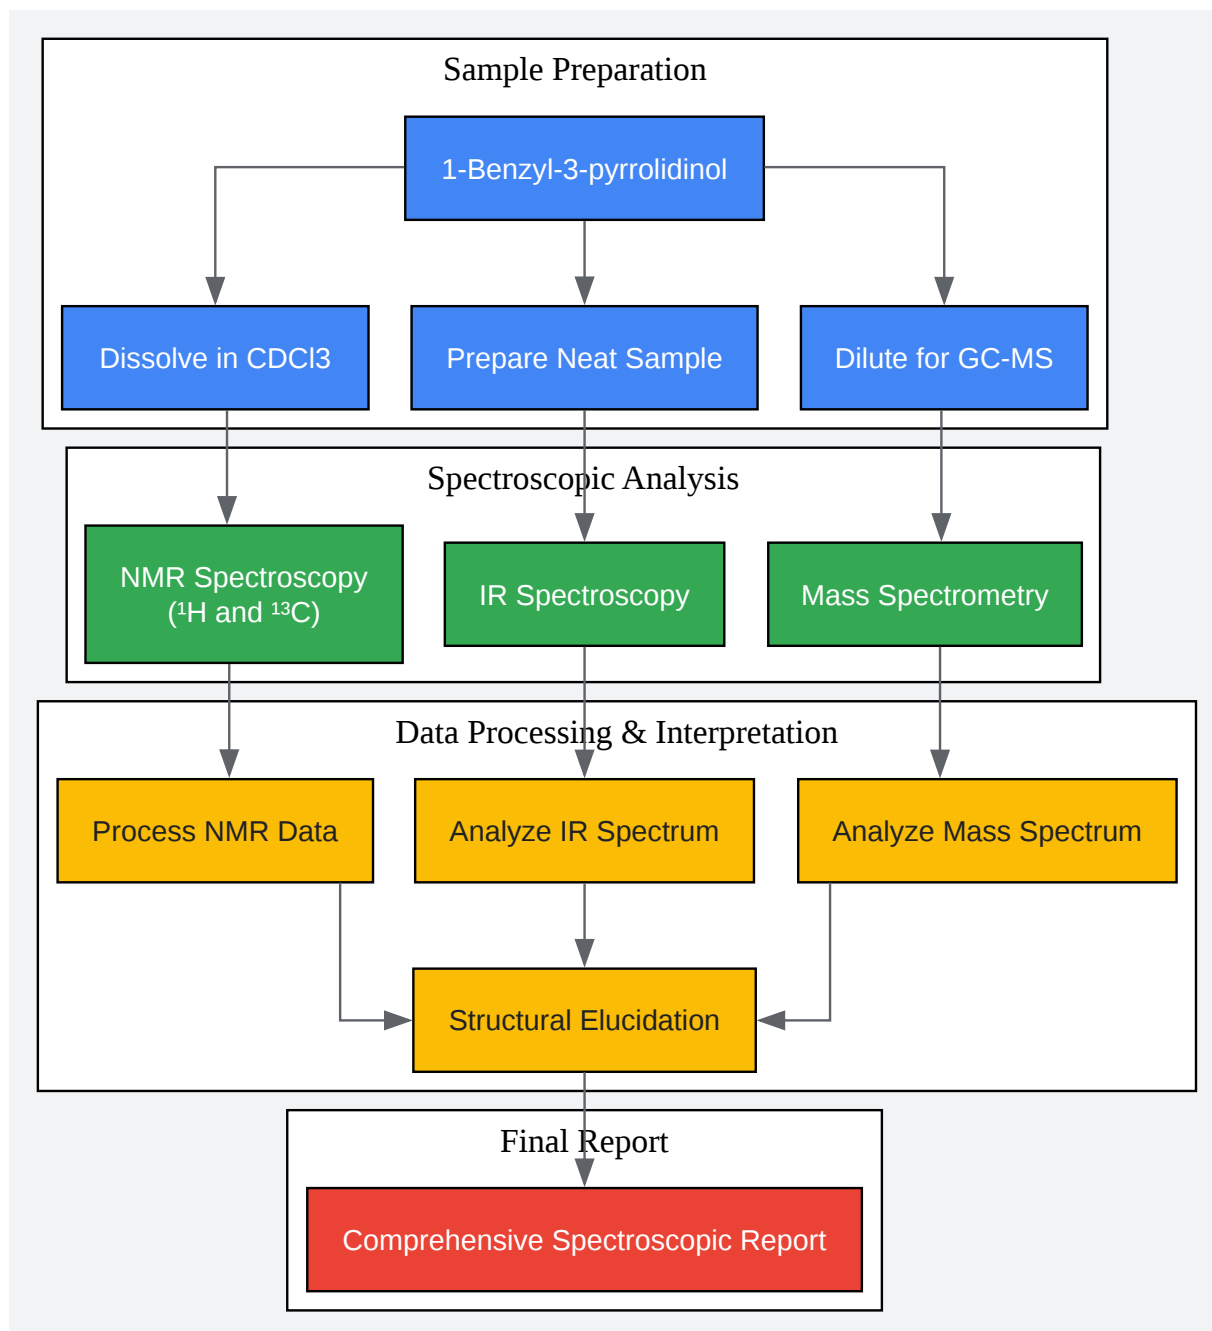 Sample Preparation
1-Benzyl-3-pyrrolidinol
Dissolve in CDCl3
Prepare Neat Sample
Dilute for GC-MS
Spectroscopic Analysis
NMR Spectroscopy
(¹H and ¹³C)
IR Spectroscopy
Mass Spectrometry
Data Processing & Interpretation
Process NMR Data
Analyze IR Spectrum
Analyze Mass Spectrum
Structural Elucidation
Final Report
Comprehensive Spectroscopic Report